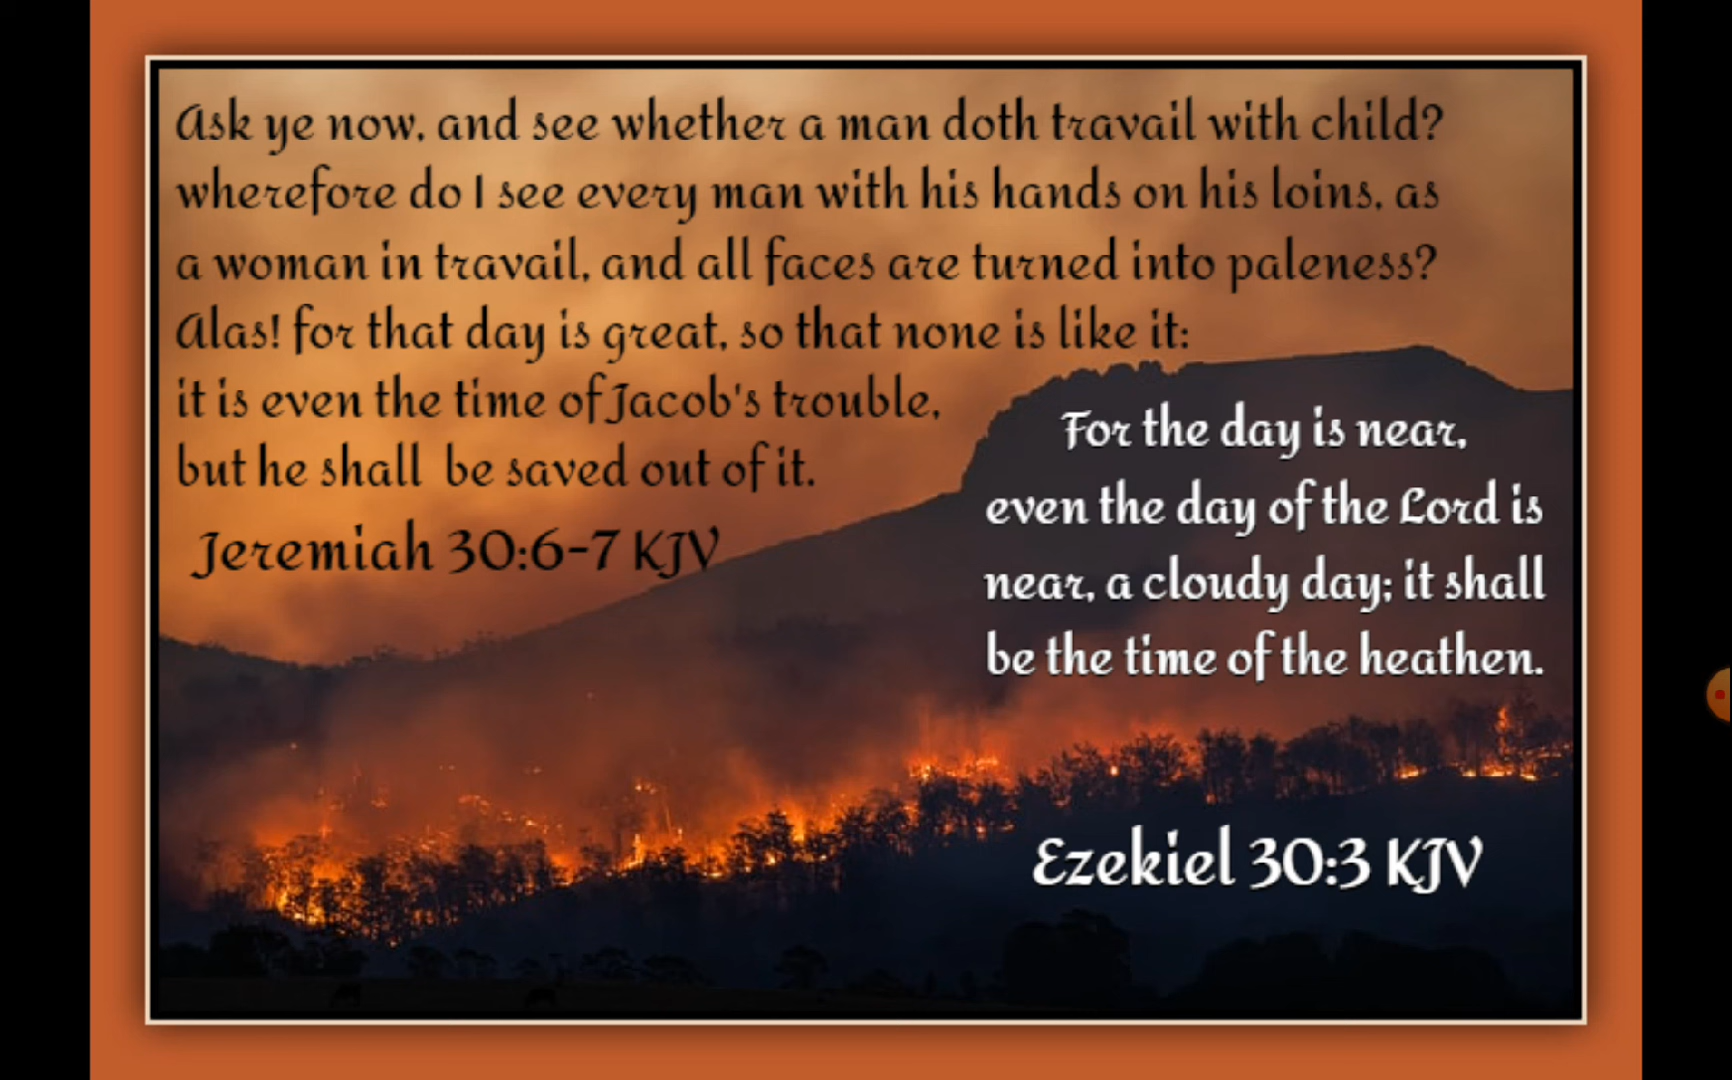 Ask ye now, and see whether a man doth travail with child?
wherefore do I see every man with his hands on his loins, as
a woman in travail, and all faces are turned into paleness?
Alas! for that day is great, so that none is like it:
it is even the time of Jacob's trouble,
but he shall be saved out of it.
Jeremiah 30:6-7 KJV
For the day is near,
even the day of the Lord is
near, a cloudy day; it shall
be the time of the heathen.
Ezekiel 30:3 KJV